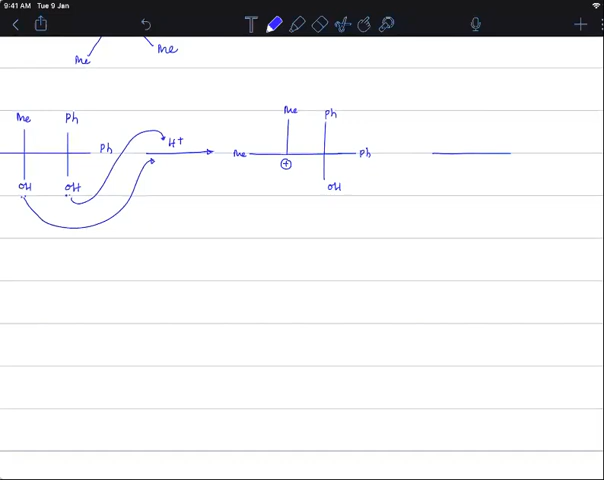 9:41 AM Tue 9 Jan
T
Me Me
Me Ph Me Ph
Ph H+ Me Ph
OH OH + OH